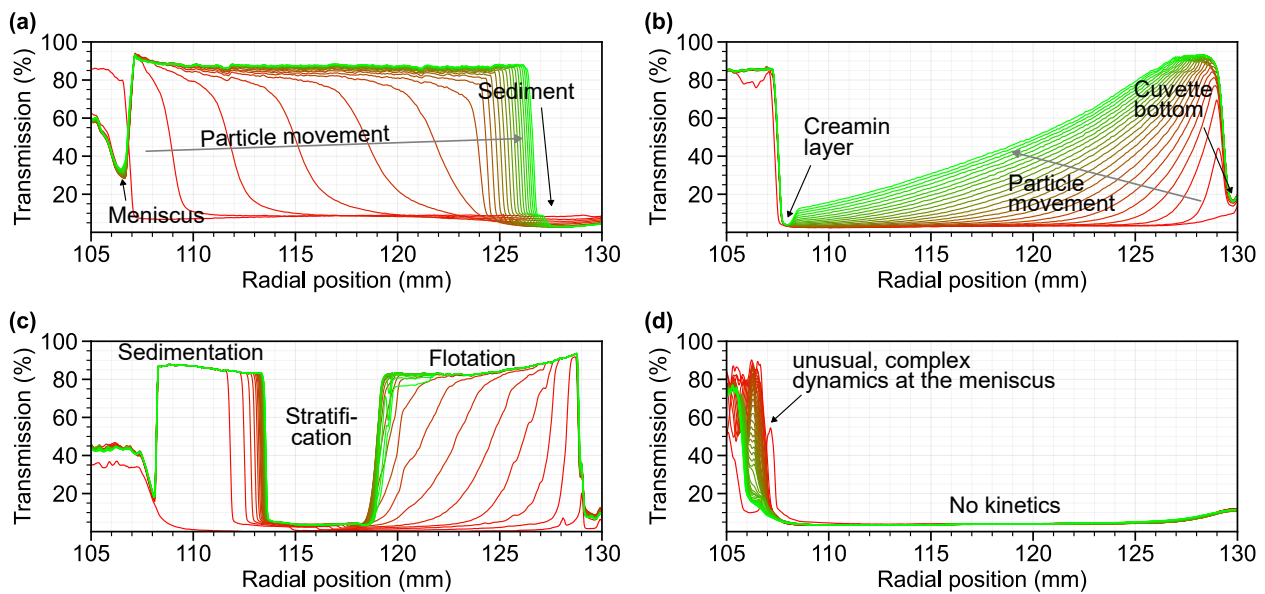 (a)
Transmission (%)
100
80
60
40
20
Sediment
Particle movement
Meniscus
105 110 115 120 125 130
Radial position (mm)
(b)
Transmission (%)
100
80
60
40
20
Creamin
layer
Cuvette
bottom
Particle
movement
105 110 115 120 125 130
Radial position (mm)
(c)
Transmission (%)
100
80
60
40
20
Sedimentation
Flotation
Stratifi-
cation
105 110 115 120 125 130
Radial position (mm)
(d)
Transmission (%)
100
80
60
40
20
unusual, complex
dynamics at the meniscus
No kinetics
105 110 115 120 125 130
Radial position (mm)